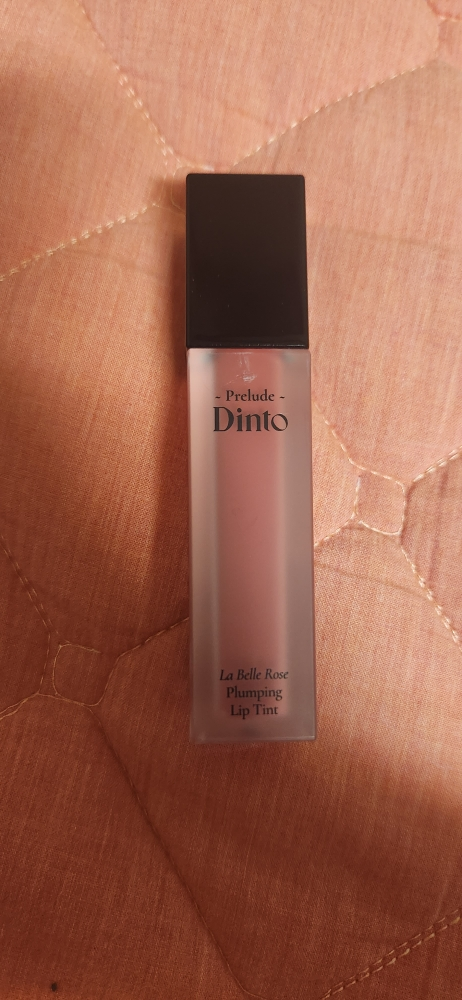 - Prelude -
Dinto
La Belle Rose
Plumping
Lip Tint